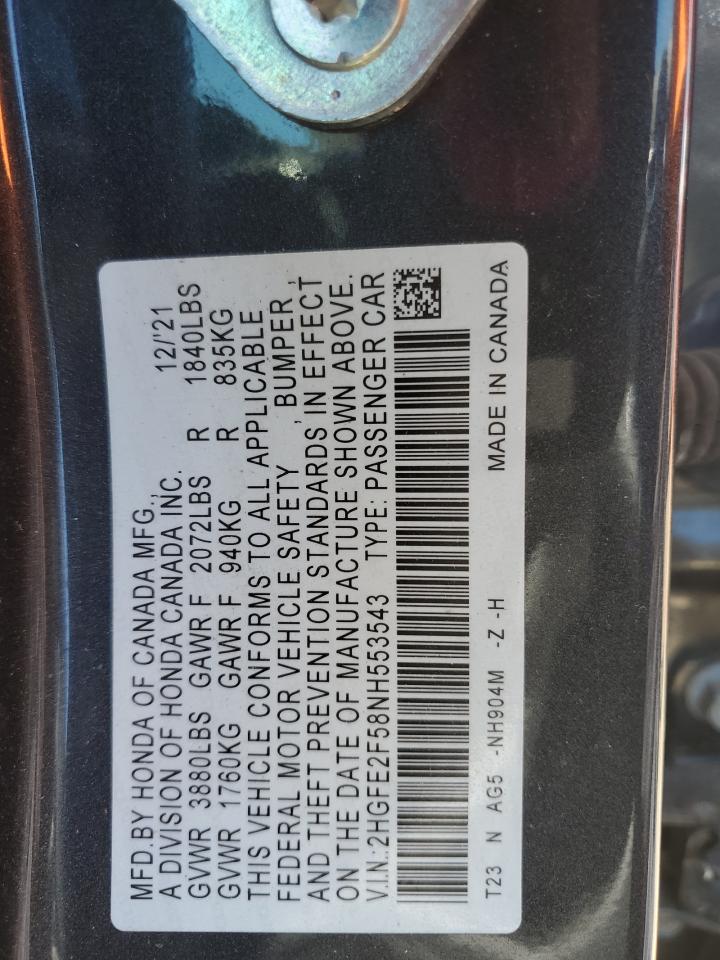 MFD.BY HONDA OF CANADA MFG., 12/'21
A DIVISION OF HONDA CANADA INC.
GVWR 3880LBS GAWR F 2072LBS R 1840LBS
GVWR 1760KG GAWR F 940KG R 835KG
THIS VEHICLE CONFORMS TO ALL APPLICABLE
FEDERAL MOTOR VEHICLE SAFETY , BUMPER ,
AND THEFT PREVENTION STANDARDS IN EFFECT
ON THE DATE OF MANUFACTURE SHOWN ABOVE.
V.I.N.:2HGFE2F58NH553543 TYPE: PASSENGER CAR
T23 N AG5 -NH904M -Z -H MADE IN CANADA